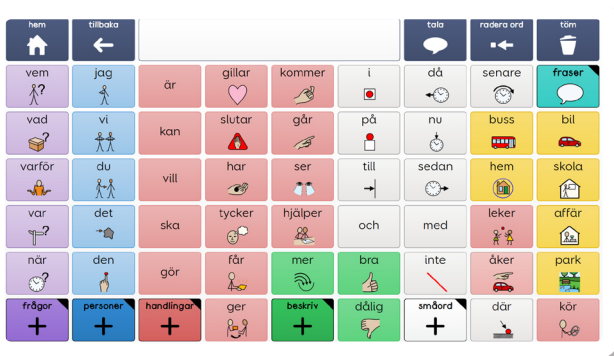 hem tillbaka tala radera ord töm
vem jag är gillar kommer i då senare fraser
vad vi kan slutar går på nu buss bil
varför du vill har ser till sedan hem skola
var det ska tycker hjälper och med leker affär
när den gör får mer bra inte åker park
frågor personer handlingar ger beskriv dålig småord där kör